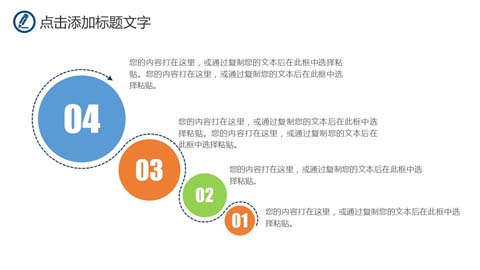 点击添加标题文字
您的内容打在这里，或通过复制您的文本后在此框中选择粘
贴。您的内容打在这里，或通过复制您的文本后在此框中选
择粘贴。
04
您的内容打在这里，或通过复制您的文本后在此框中选
择粘贴。您的内容打在这里，或通过复制您的文本后在
此框中选择粘贴。
03
您的内容打在这里，或通过复制您的文本后在此框中选择
粘贴。
02
您的内容打在这里，或通过复制您的文本后在此框中选
择粘贴。
01